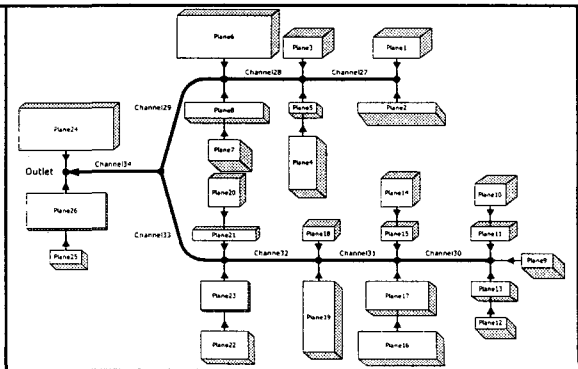 Plane6
Plane3
Plane1
Channel28
Channel27
Channel29
Plane8
Plane5
Plane2
Plane24
Plane7
Plane4
Outlet
Channel34
Plane20
Plane14
Plane10
Plane26
Channel33
Plane21
Plane18
Plane15
Plane11
Plane25
Channel32
Channel31
Channel30
Plane9
Plane23
Plane19
Plane17
Plane13
Plane22
Plane16
Plane12